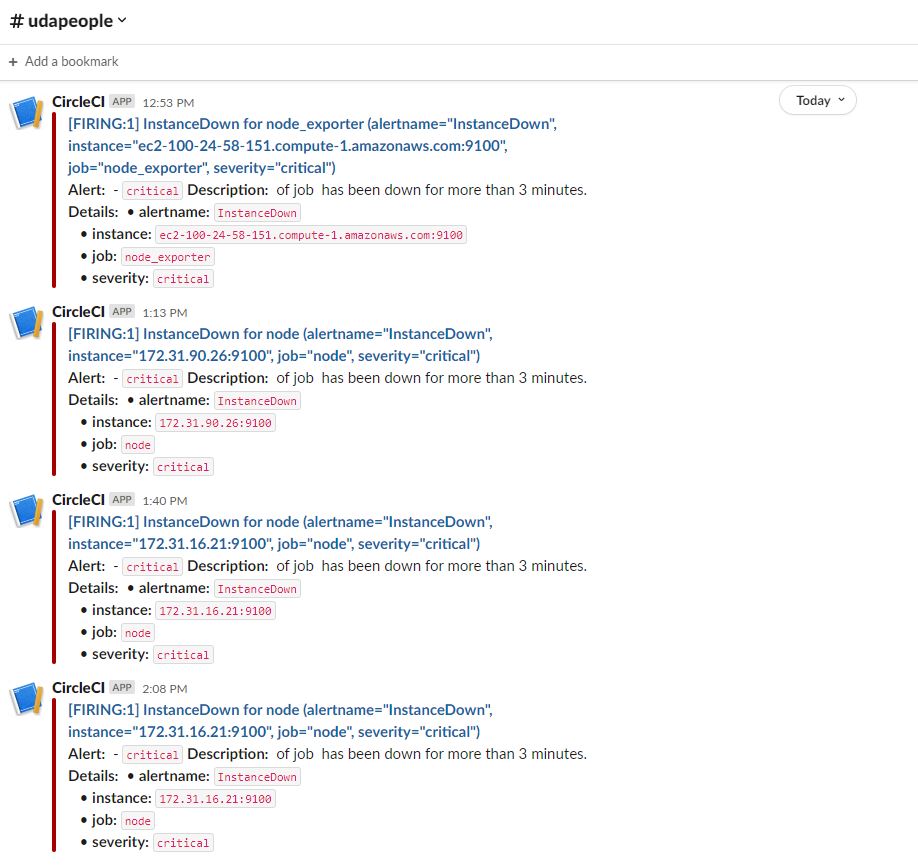 # udapeople
+ Add a bookmark
Today
CircleCI APP 12:53 PM
[FIRING:1] InstanceDown for node_exporter (alertname="InstanceDown",
instance="ec2-100-24-58-151.compute-1.amazonaws.com:9100",
job="node_exporter", severity="critical")
Alert: - critical Description: of job has been down for more than 3 minutes.
Details: • alertname: InstanceDown
• instance: ec2-100-24-58-151.compute-1.amazonaws.com:9100
• job: node_exporter
• severity: critical
CircleCI APP 1:13 PM
[FIRING:1] InstanceDown for node (alertname="InstanceDown",
instance="172.31.90.26:9100", job="node", severity="critical")
Alert: - critical Description: of job has been down for more than 3 minutes.
Details: • alertname: InstanceDown
• instance: 172.31.90.26:9100
• job: node
• severity: critical
CircleCI APP 1:40 PM
[FIRING:1] InstanceDown for node (alertname="InstanceDown",
instance="172.31.16.21:9100", job="node", severity="critical")
Alert: - critical Description: of job has been down for more than 3 minutes.
Details: • alertname: InstanceDown
• instance: 172.31.16.21:9100
• job: node
• severity: critical
CircleCI APP 2:08 PM
[FIRING:1] InstanceDown for node (alertname="InstanceDown",
instance="172.31.16.21:9100", job="node", severity="critical")
Alert: - critical Description: of job has been down for more than 3 minutes.
Details: • alertname: InstanceDown
• instance: 172.31.16.21:9100
• job: node
• severity: critical